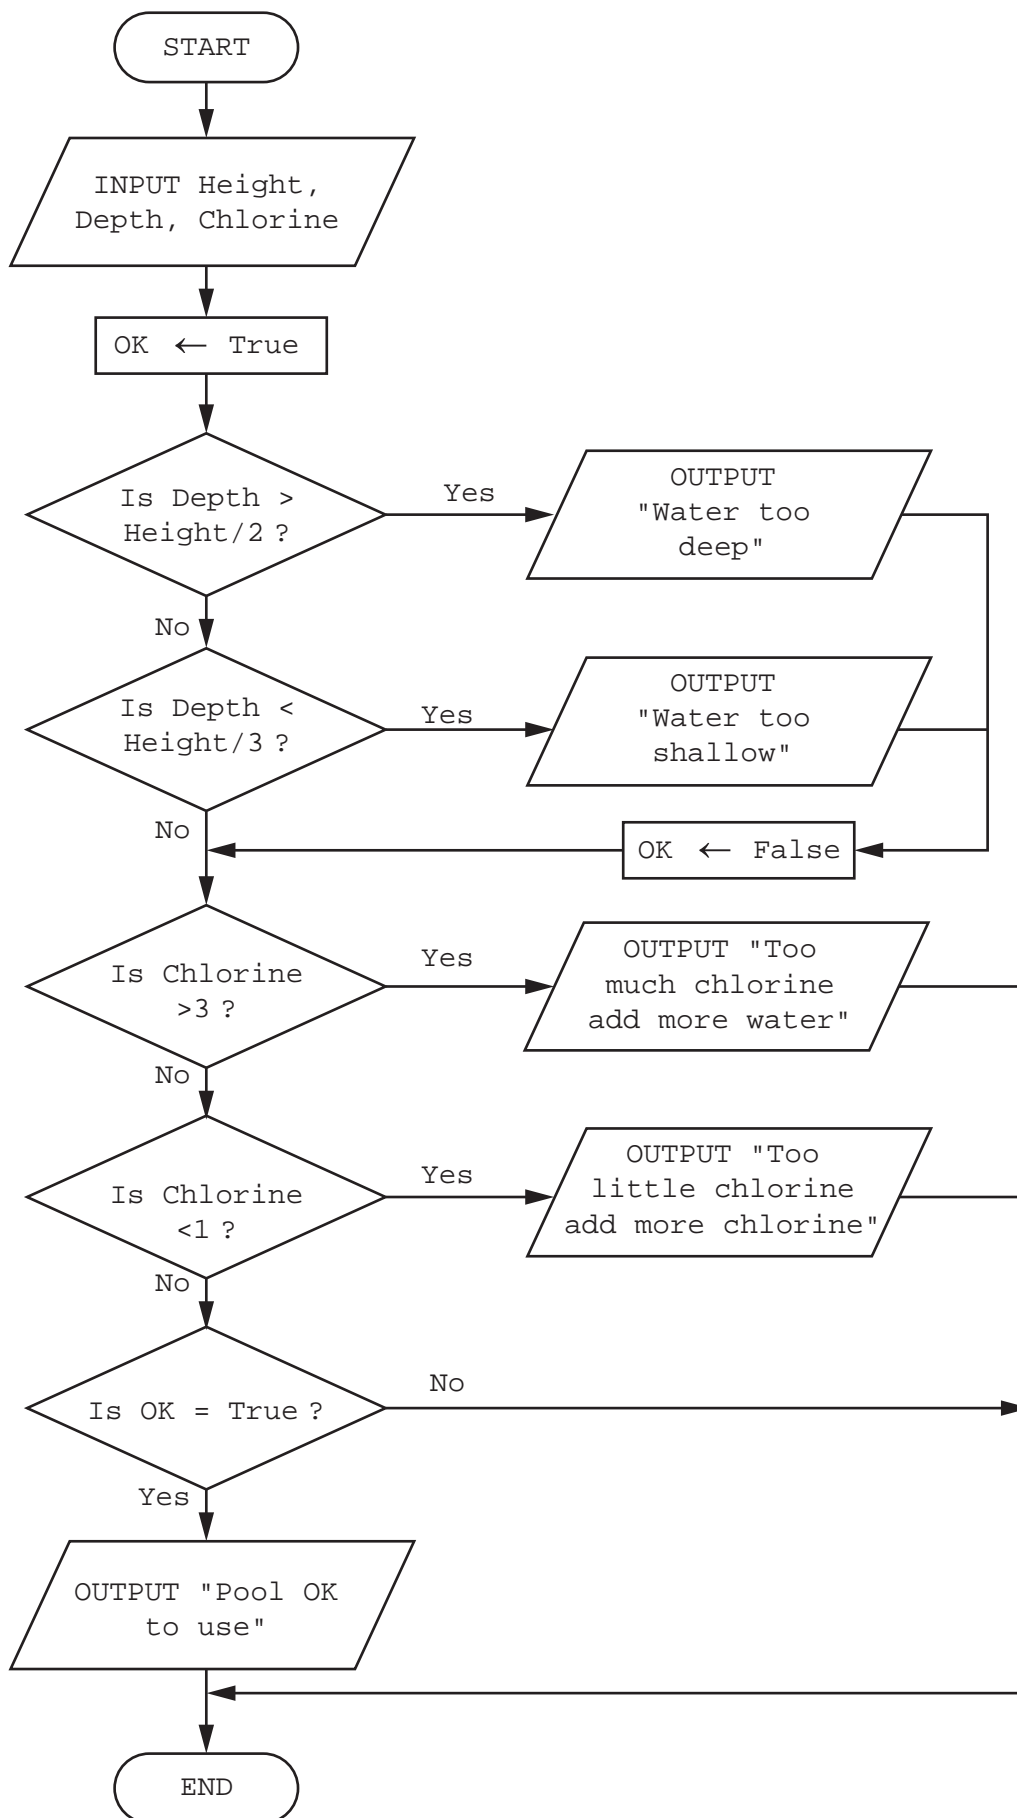 START
INPUT Height,
Depth, Chlorine
OK ← True
Is Depth >
Height/2 ?
Yes
OUTPUT
"Water too
deep"
No
Is Depth <
Height/3 ?
Yes
OUTPUT
"Water too
shallow"
No
OK ← False
Is Chlorine
>3 ?
Yes
OUTPUT "Too
much chlorine
add more water"
No
Is Chlorine
<1 ?
Yes
OUTPUT "Too
little chlorine
add more chlorine"
No
Is OK = True ?
No
Yes
OUTPUT "Pool OK
to use"
END